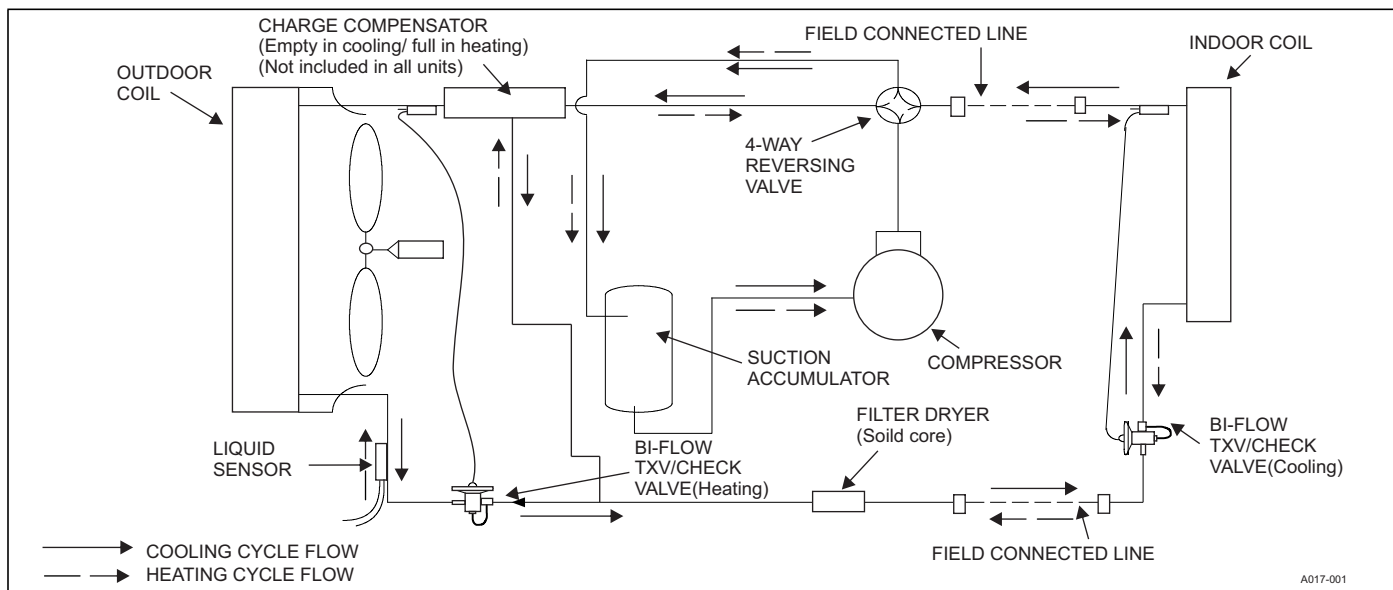 CHARGE COMPENSATOR
(Empty in cooling/ full in heating)
(Not included in all units)
FIELD CONNECTED LINE
INDOOR COIL
OUTDOOR
COIL
4-WAY
REVERSING
VALVE
SUCTION
ACCUMULATOR
COMPRESSOR
FILTER DRYER
(Soild core)
BI-FLOW
TXV/CHECK
VALVE(Cooling)
LIQUID
SENSOR
BI-FLOW
TXV/CHECK
VALVE(Heating)
FIELD CONNECTED LINE
COOLING CYCLE FLOW
HEATING CYCLE FLOW
A017-001